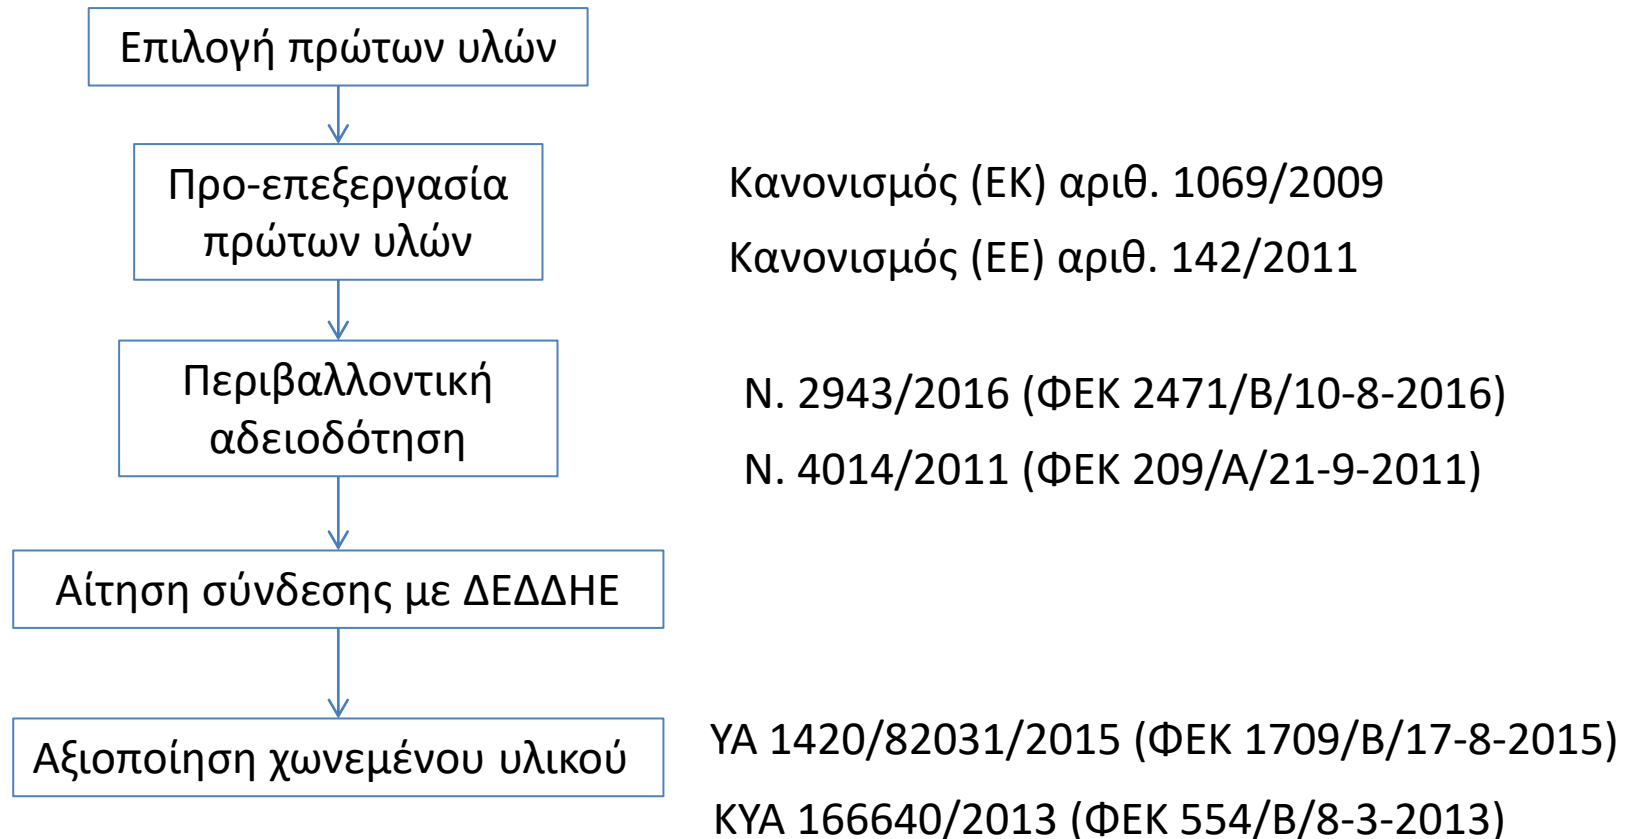 Επιλογή πρώτων υλών
Προ-επεξεργασία
πρώτων υλών
Κανονισμός (ΕΚ) αριθ. 1069/2009
Κανονισμός (ΕΕ) αριθ. 142/2011
Περιβαλλοντική
αδειοδότηση
Ν. 2943/2016 (ΦΕΚ 2471/Β/10-8-2016)
Ν. 4014/2011 (ΦΕΚ 209/Α/21-9-2011)
Αίτηση σύνδεσης με ΔΕΔΔΗΕ
Αξιοποίηση χωνεμένου υλικού
ΥΑ 1420/82031/2015 (ΦΕΚ 1709/Β/17-8-2015)
ΚΥΑ 166640/2013 (ΦΕΚ 554/Β/8-3-2013)